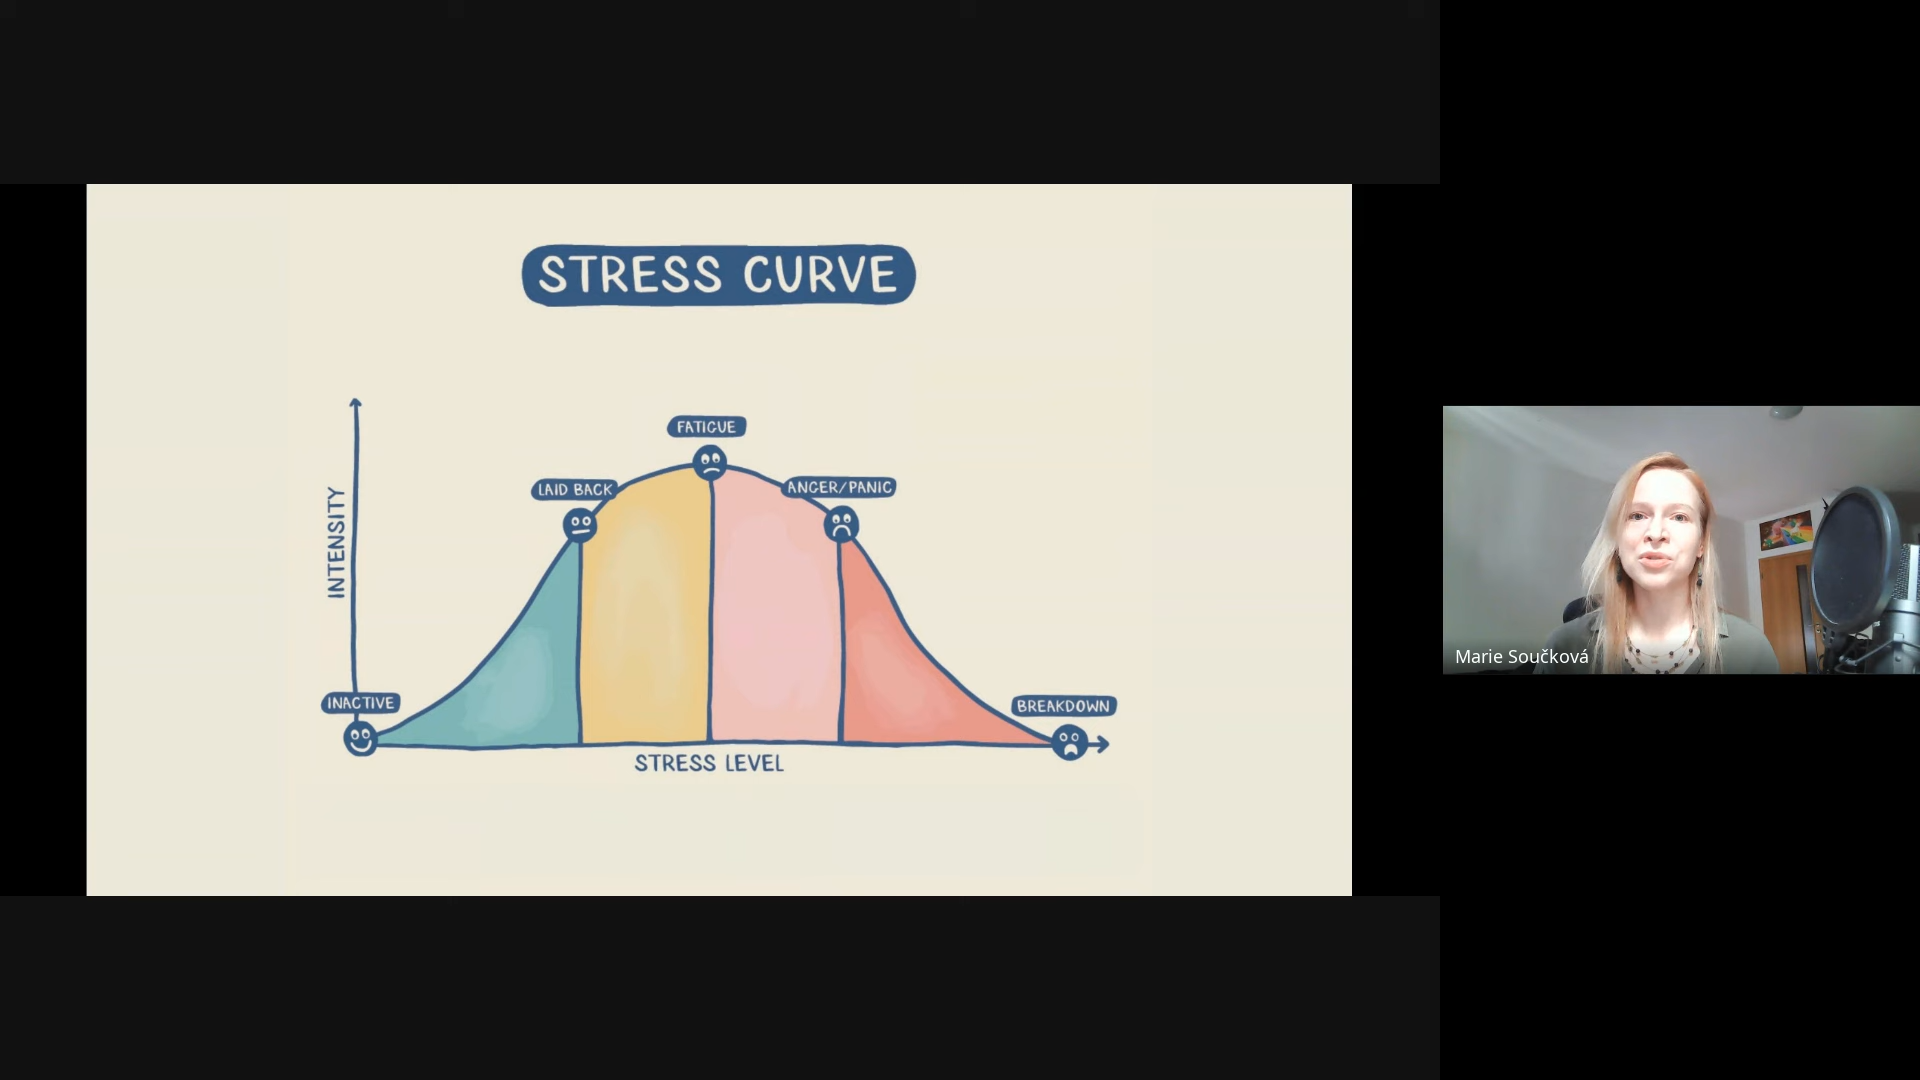 STRESS CURVE
FATIGUE
LAID BACK
ANGER/PANIC
INTENSITY
INACTIVE
BREAKDOWN
STRESS LEVEL
Marie Součková